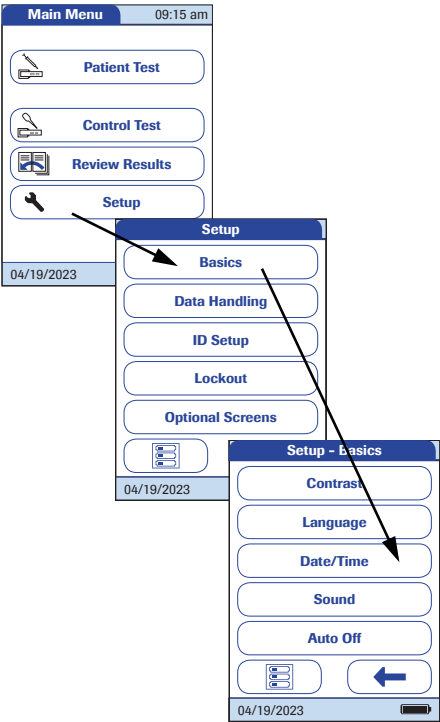 Main Menu 09:15 am
Patient Test
Control Test
Review Results
Setup
04/19/2023
Setup
Basics
Data Handling
ID Setup
Lockout
Optional Screens
04/19/2023
Setup - Basics
Contrast
Language
Date/Time
Sound
Auto Off
04/19/2023